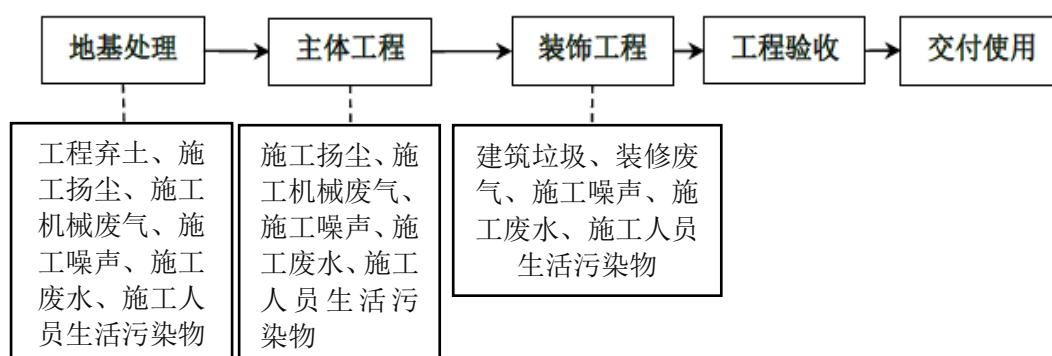 地基处理
主体工程
装饰工程
工程验收
交付使用
工程弃土、施
工扬尘、施工
机械废气、施
工噪声、施工
废水、施工人
员生活污染物
施工扬尘、施
工机械废气、
施工噪声、施
工废水、施工
人员生活污
染物
建筑垃圾、装修废
气、施工噪声、施
工废水、施工人员
生活污染物